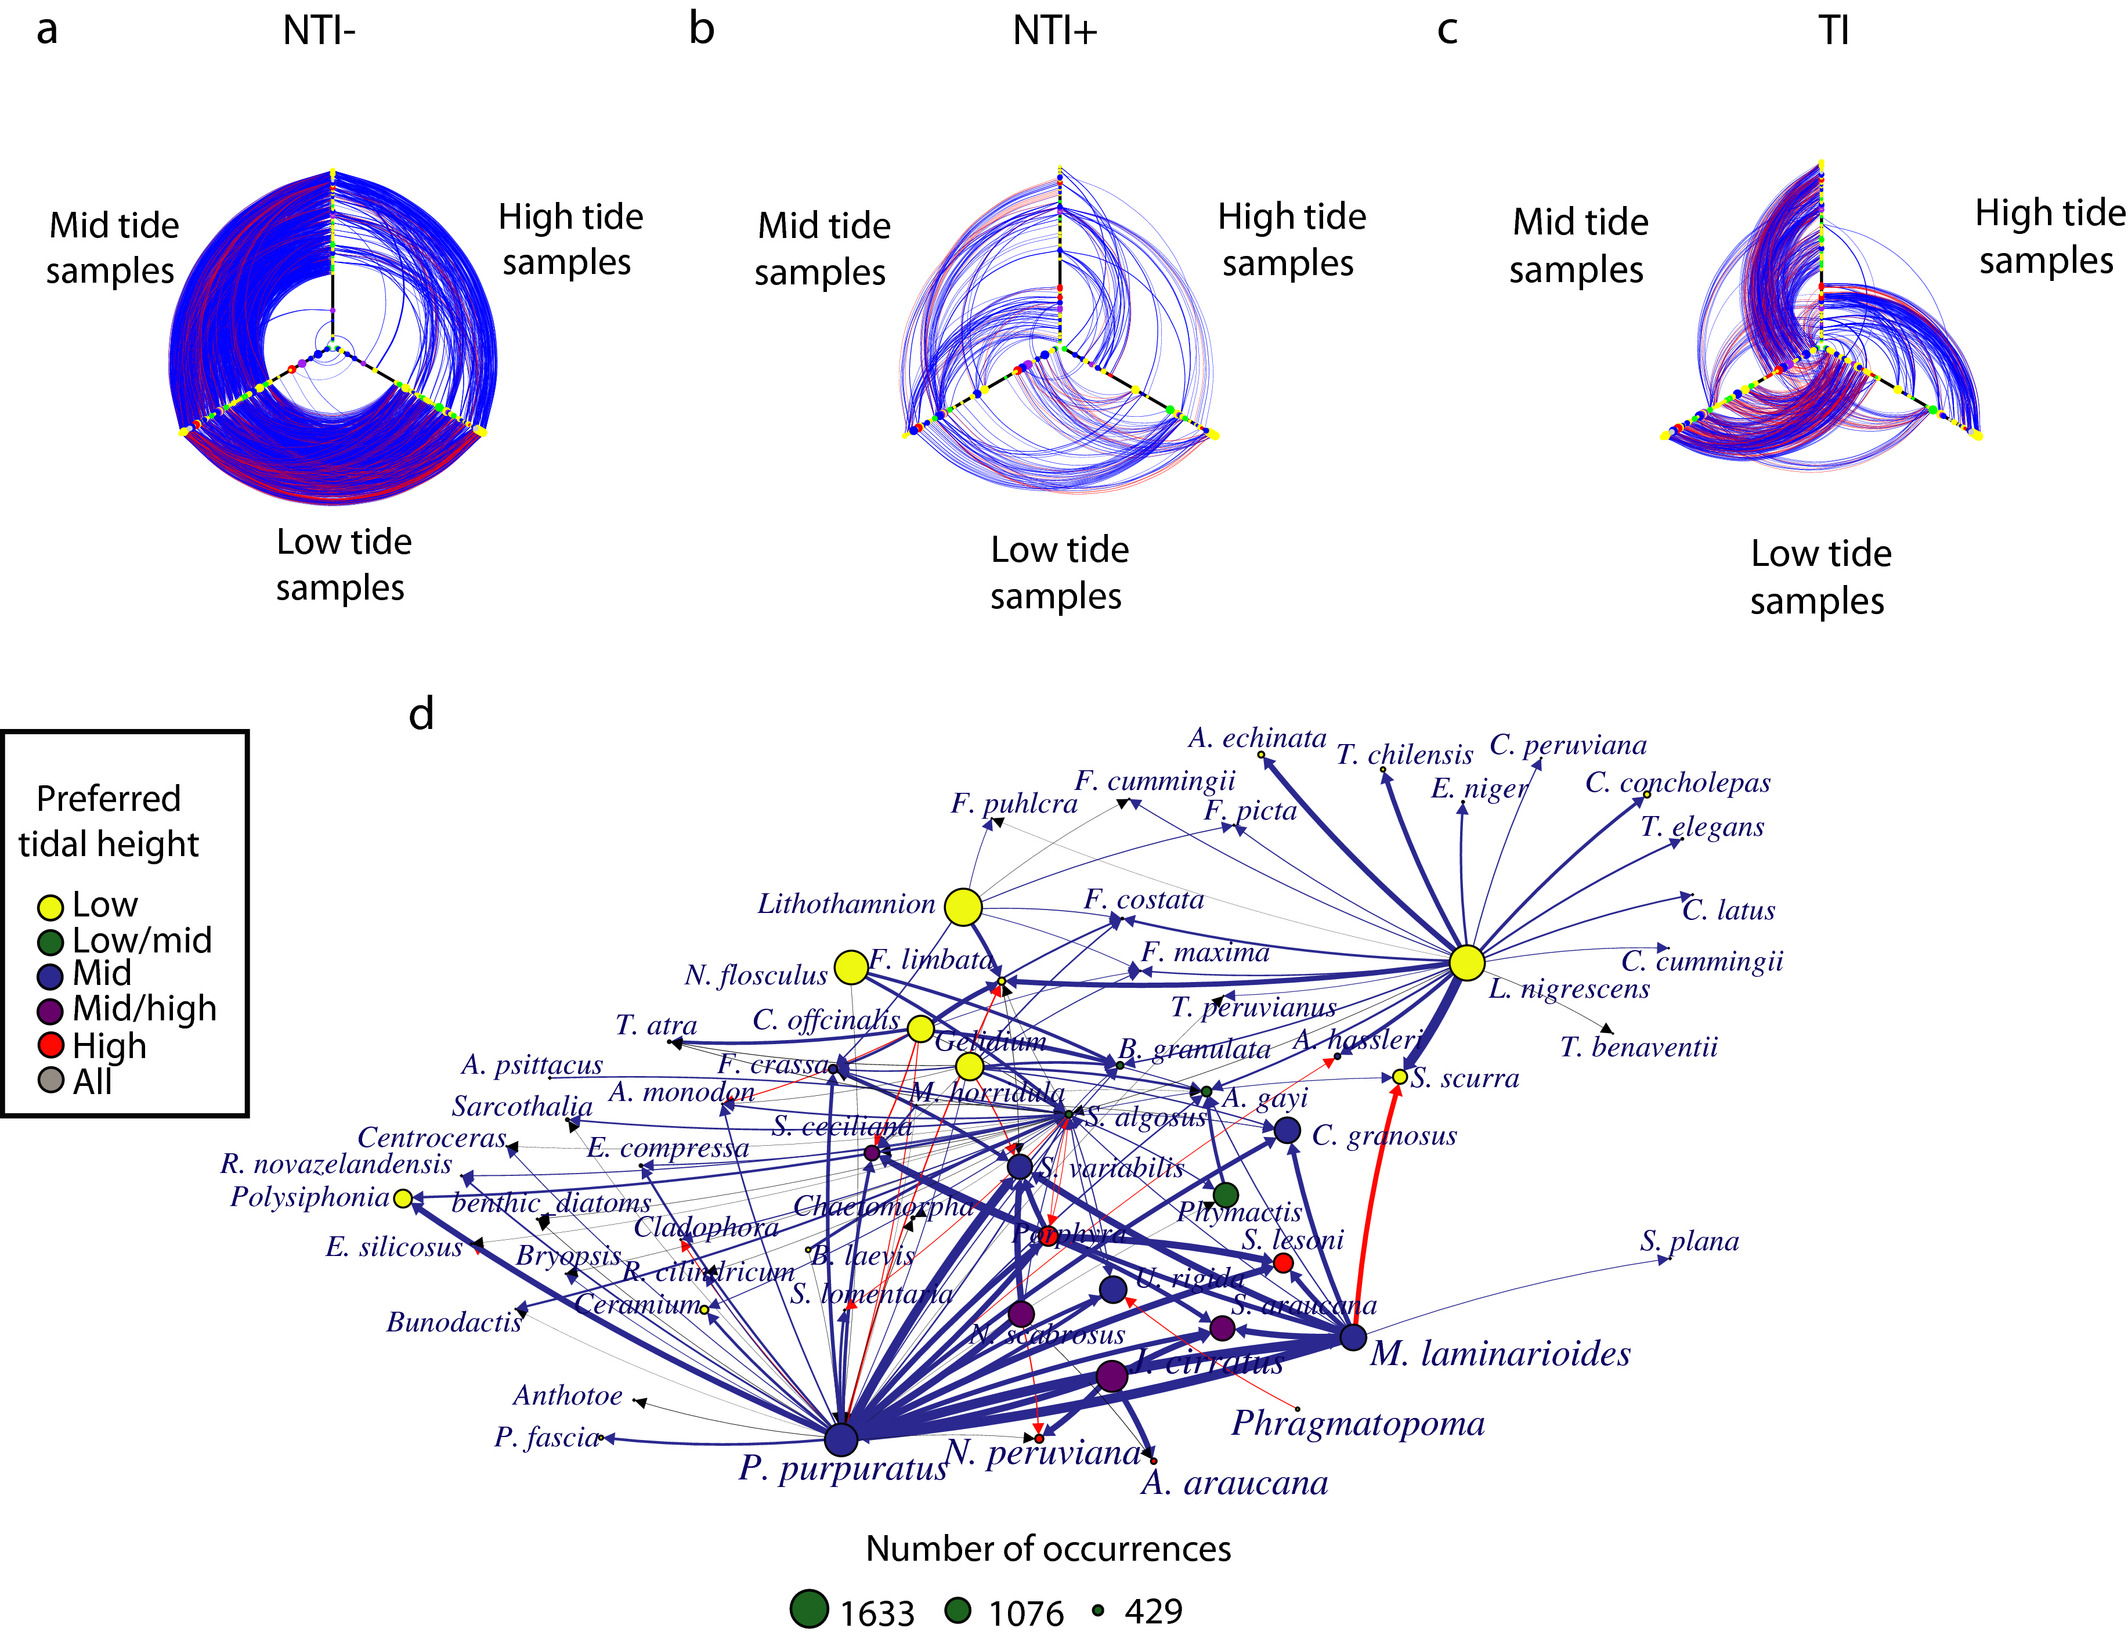 a
NTI-
b
NTI+
c
TI
Mid tide
samples
High tide
samples
Low tide
samples
Mid tide
samples
High tide
samples
Low tide
samples
Mid tide
samples
High tide
samples
Low tide
samples
d
Preferred
tidal height
Low
Low/mid
Mid
Mid/high
High
All
A. echinata
T. chilensis
C. peruviana
F. cummingii
E. niger
C. concholepas
F. puhlcra
F. picta
T. elegans
Lithothamnion
F. costata
C. latus
N. flosculus
F. limbata
F. maxima
C. cummingii
L. nigrescens
T. peruvianus
T. atra
C. offcinalis
Gelidium
B. granulata
A. hassleri
T. benaventii
A. psittacus
F. crassa
S. scurra
A. monodon
M. horridula
A. gayi
Sarcothalia
S. ceciliana
S. algosus
Centroceras
E. compressa
C. granosus
R. novazelandensis
S. variabilis
Polysiphonia
benthic_diatoms
Chaetomorpha
Phymactis
Cladophora
Porphyra
E. silicosus
Bryopsis
B. laevis
S. lesoni
S. plana
R. cilindricum
U. rigida
Ceramium
S. lomentaria
S. araucana
Bunodactis
N. scabrosus
J. cirratus
M. laminarioides
Anthotoe
Phragmatopoma
P. fascia
P. purpuratus
N. peruviana
A. araucana
Number of occurrences
1633
1076
429